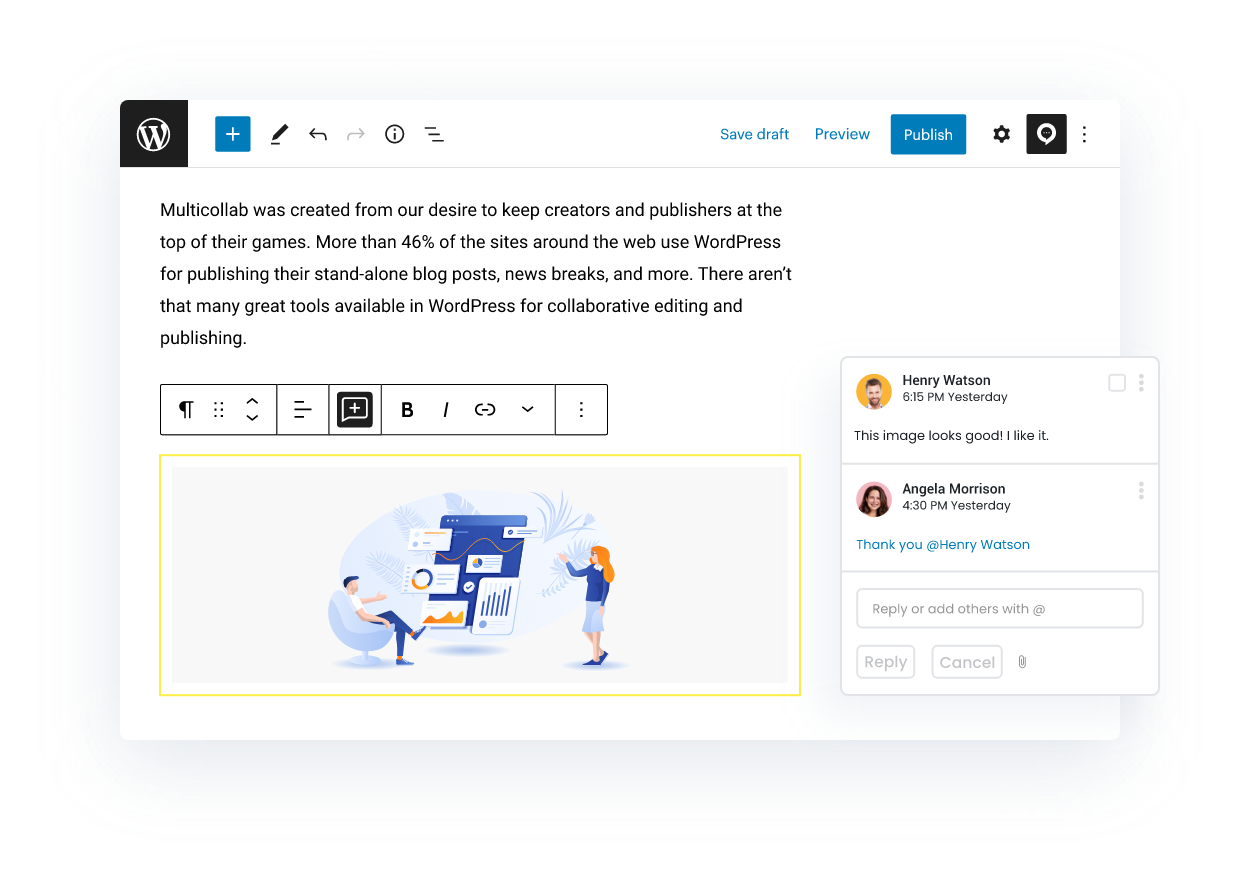 Save draft Preview Publish
Multicollab was created from our desire to keep creators and publishers at the
top of their games. More than 46% of the sites around the web use WordPress
for publishing their stand-alone blog posts, news breaks, and more. There aren’t
that many great tools available in WordPress for collaborative editing and
publishing.
B I
Henry Watson
6:15 PM Yesterday
This image looks good! I like it.
Angela Morrison
4:30 PM Yesterday
Thank you @Henry Watson
Reply or add others with @
Reply Cancel